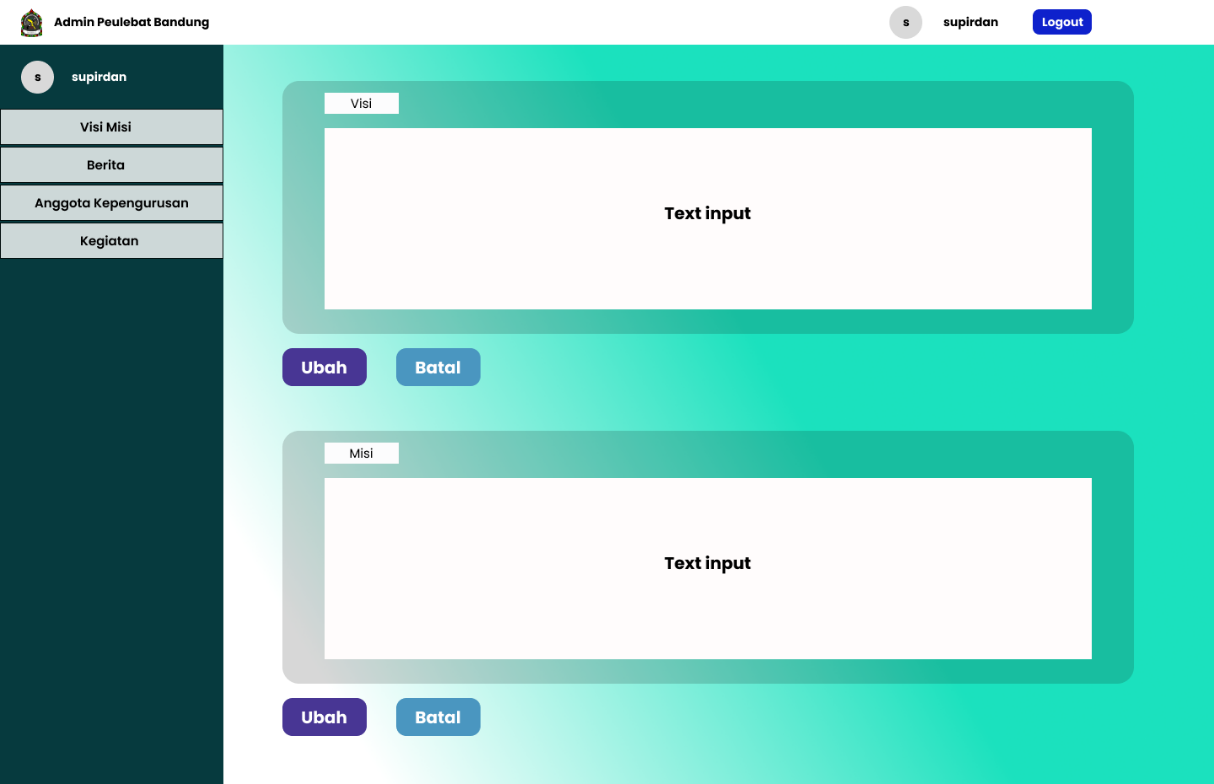 Admin Peulebat Bandung
s
supirdan
Logout
s
supirdan
Visi Misi
Berita
Anggota Kepengurusan
Kegiatan
Visi
Text input
Ubah
Batal
Misi
Text input
Ubah
Batal